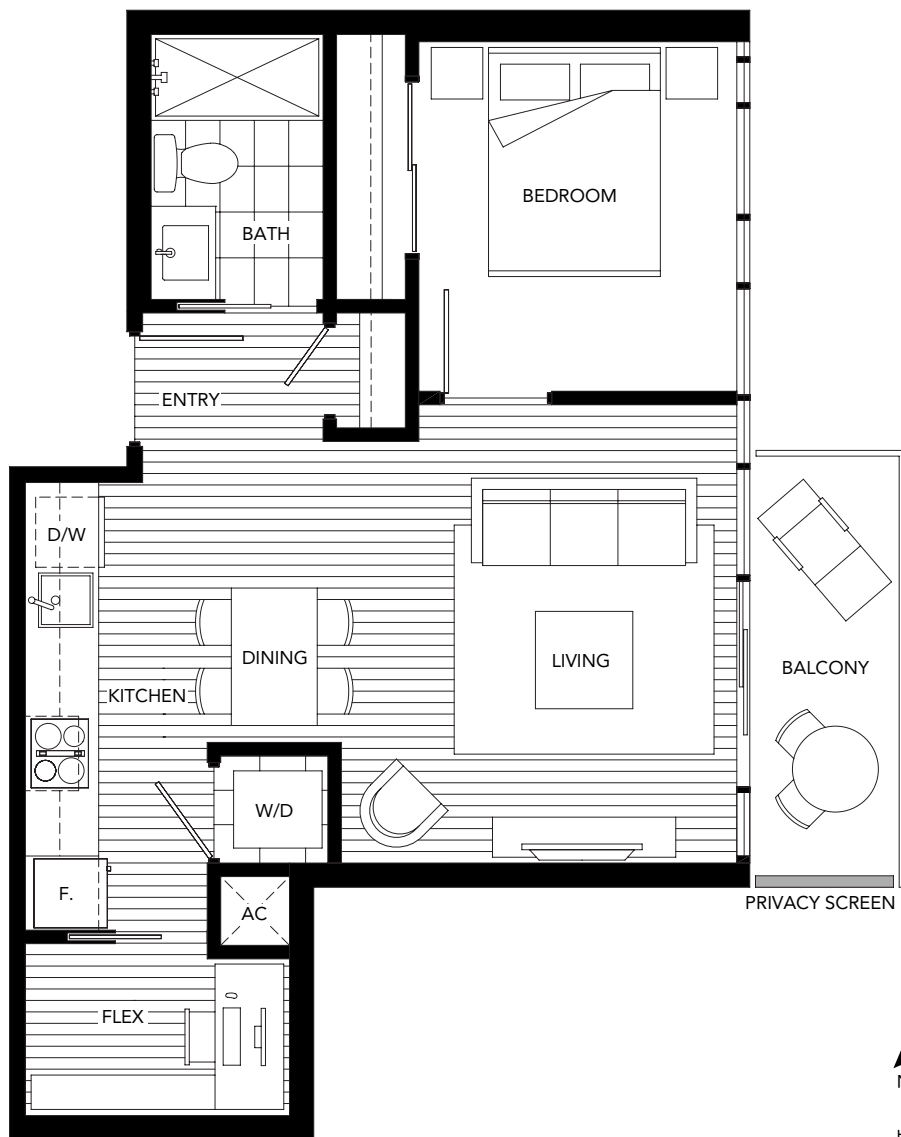 BEDROOM
BATH
ENTRY
D/W
DINING
LIVING
BALCONY
KITCHEN
W/D
F.
AC
PRIVACY SCREEN
FLEX